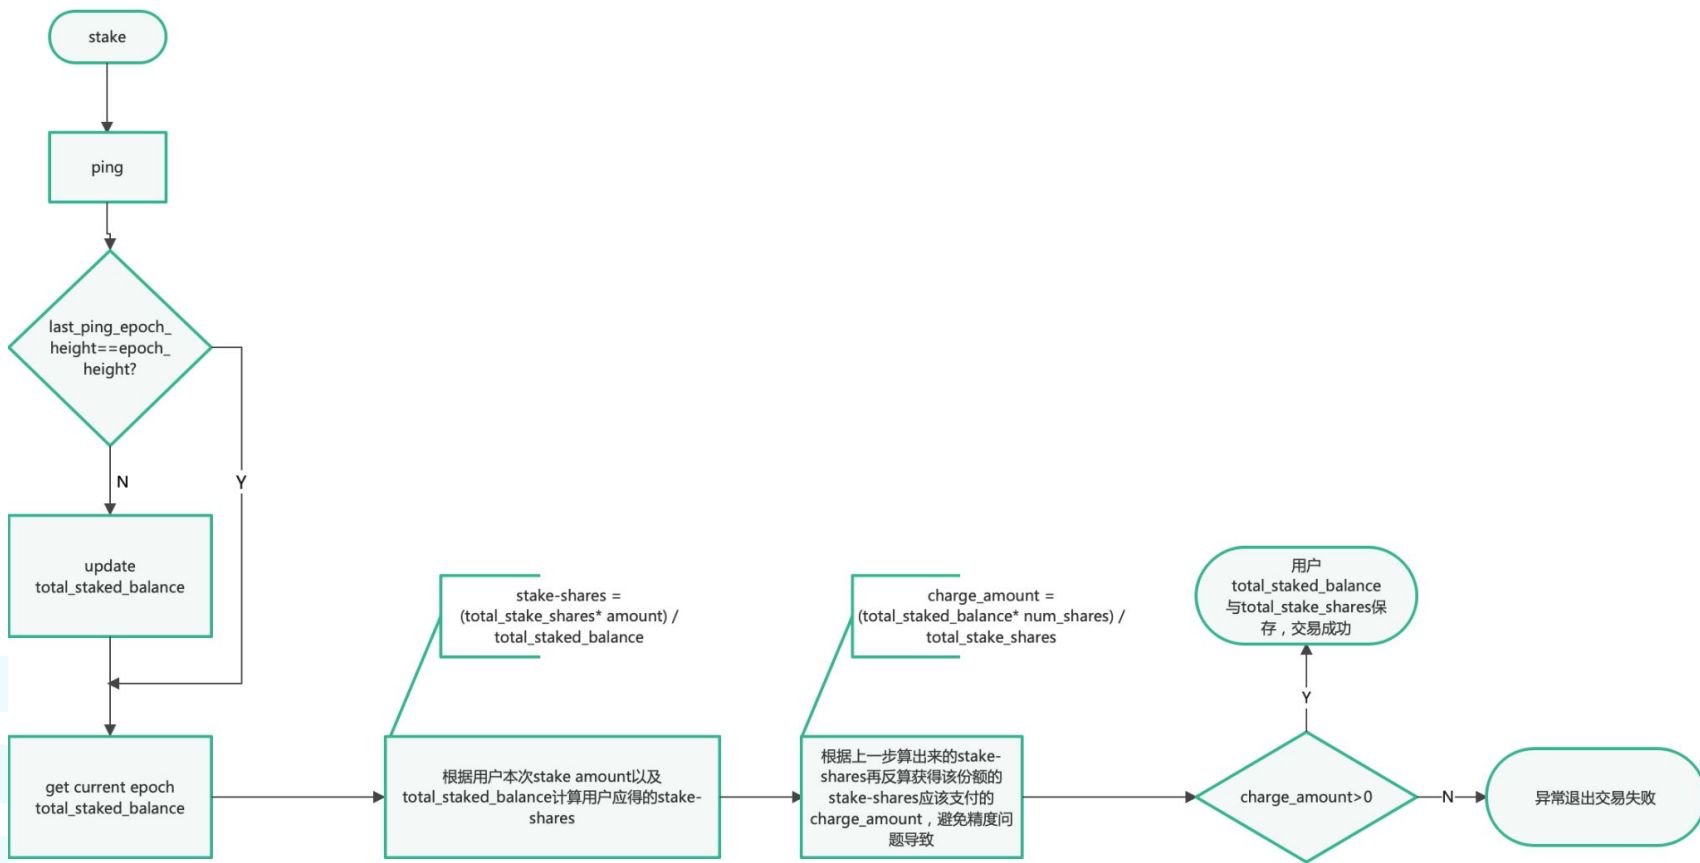 stake
ping
last_ping_epoch_
height==epoch_
height?
N
Y
update
total_staked_balance
get current epoch
total_staked_balance
stake-shares =
(total_stake_shares* amount) /
total_staked_balance
根据用户本次stake amount以及
total_staked_balance计算用户应得的stake-
shares
charge_amount =
(total_staked_balance* num_shares) /
total_stake_shares
根据上一步算出来的stake-
shares再反算获得该份额的
stake-shares应该支付的
charge_amount，避免精度问
题导致
用户
total_staked_balance
与total_stake_shares保
存，交易成功
Y
charge_amount>0
N
异常退出交易失败